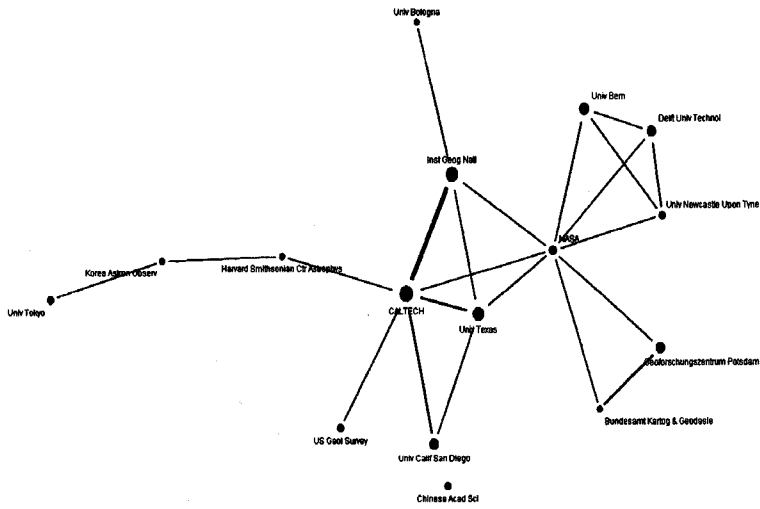 Univ Bologna
Univ Bern
Delft Univ Technol
Inst Geog Natl
Univ Newcastle Upon Tyne
NASA
Korea Astron Observ
Harvard Smithsonian Ctr Astrophys
Univ Tokyo
CALTECH
Univ Texas
Geoforschungszentrum Potsdam
Bundesamt Kartog & Geodasie
US Geol Survey
Univ Calif San Diego
Chinese Acad Sci